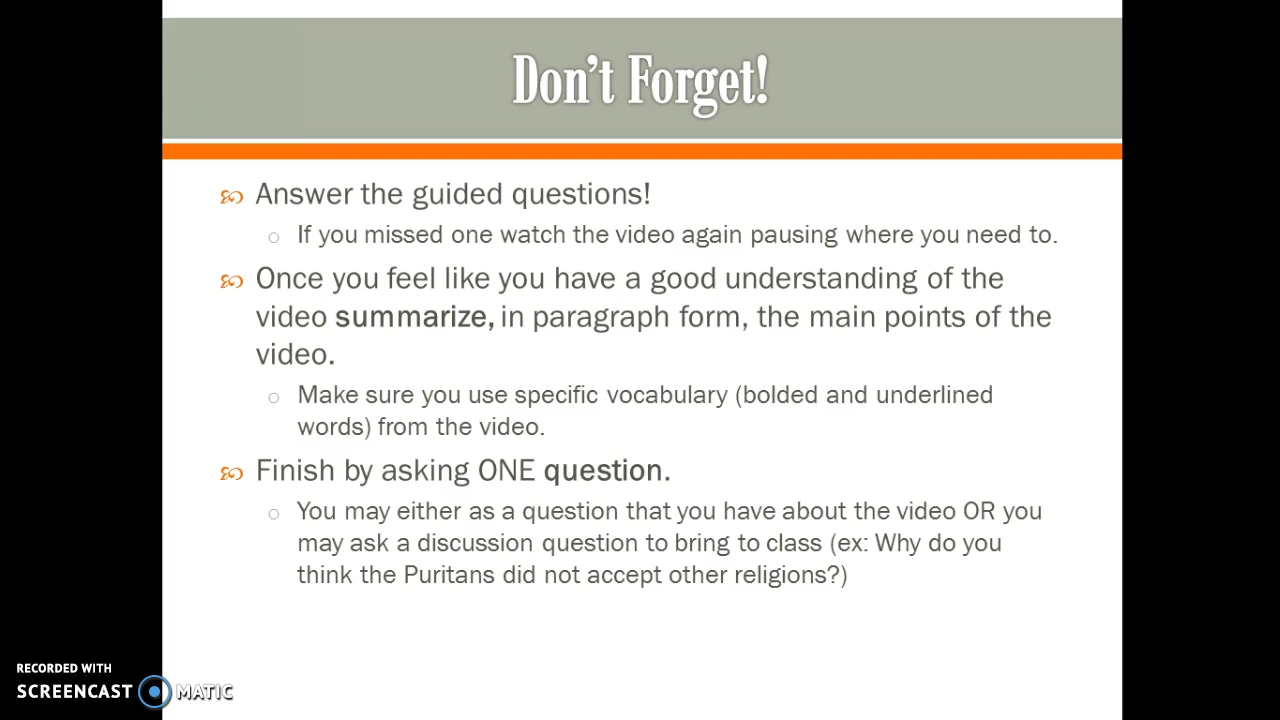 Don't Forget!
Answer the guided questions!
If you missed one watch the video again pausing where you need to.
Once you feel like you have a good understanding of the
video summarize, in paragraph form, the main points of the
video.
Make sure you use specific vocabulary (bolded and underlined
words) from the video.
Finish by asking ONE question.
You may either as a question that you have about the video OR you
may ask a discussion question to bring to class (ex: Why do you
think the Puritans did not accept other religions?)
RECORDED WITH
SCREENCAST MATIC